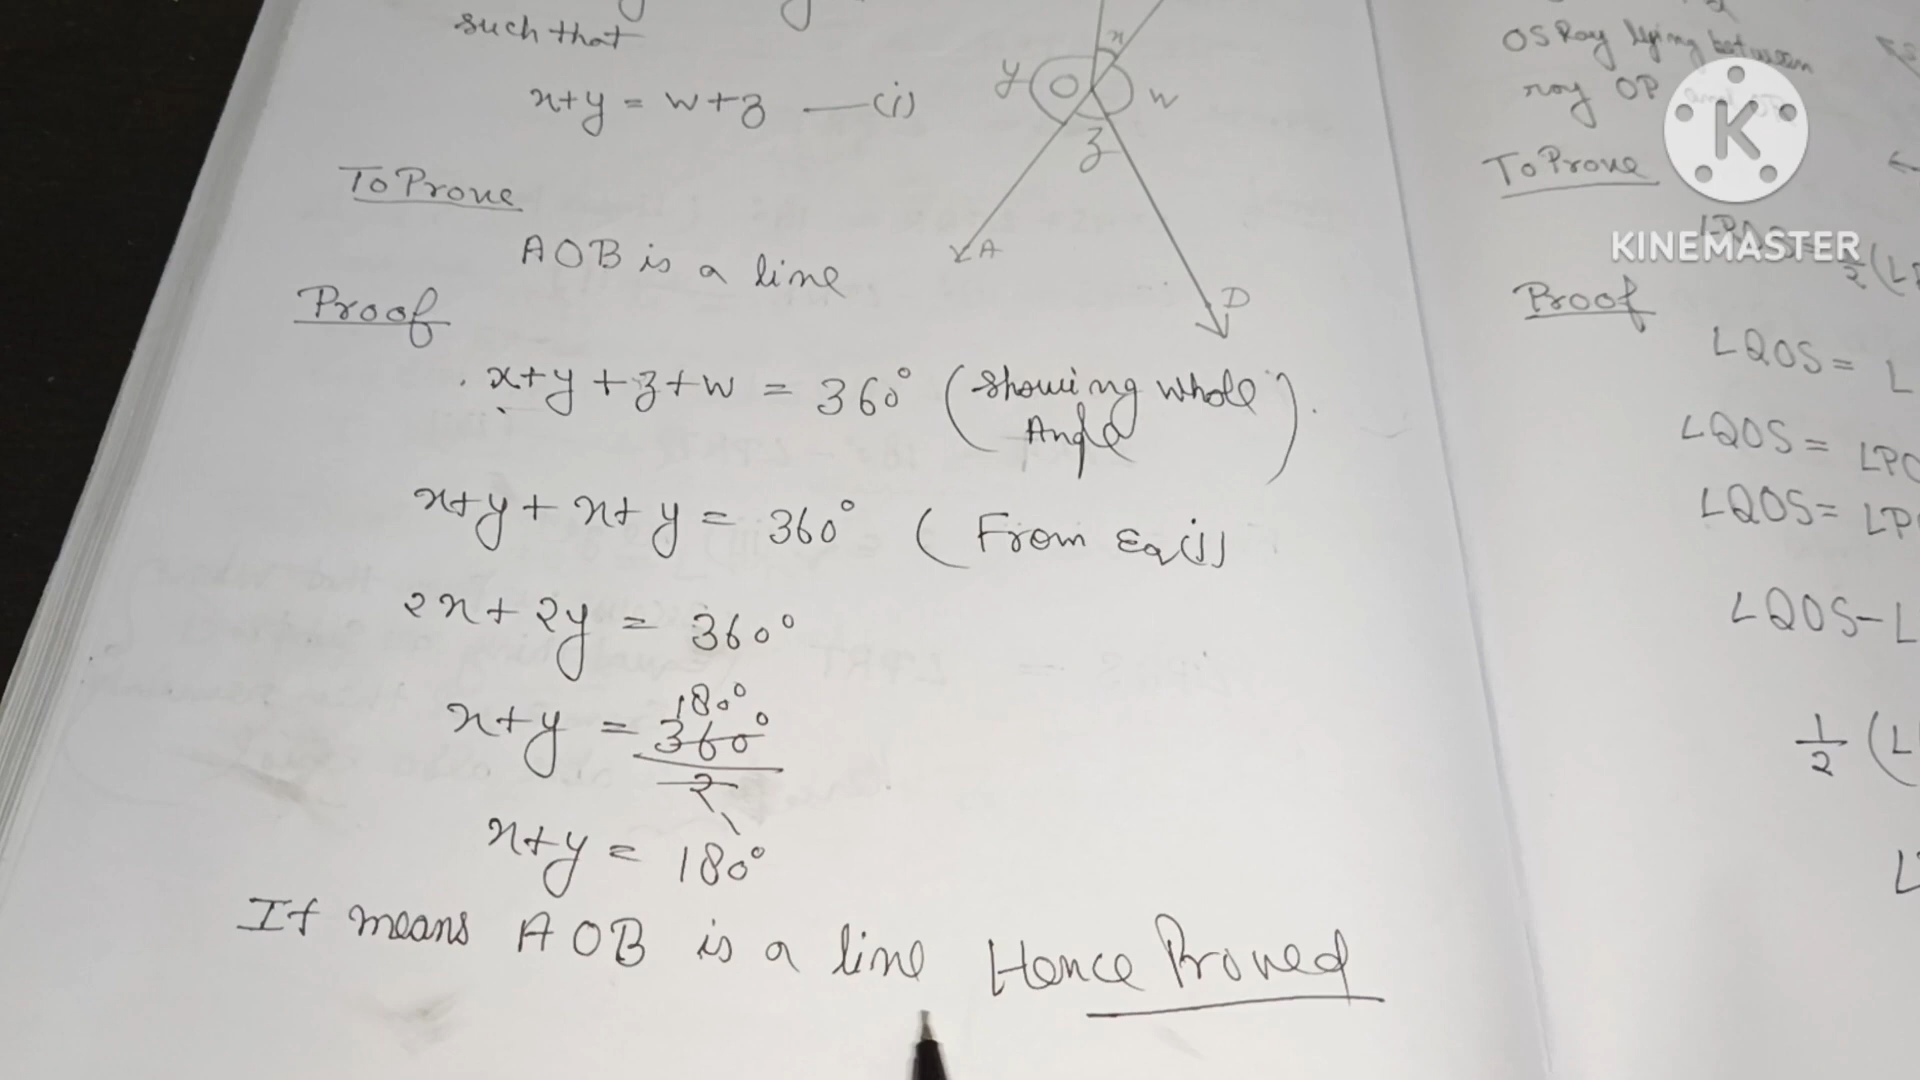 such that
x+y = w+z —(i)
x
y
O
w
z
A
D
To Prove
AOB is a line
Proof
x+y+z+w = 360° (Showing whole
Angle)
x+y+x+y = 360° (From Eq(i)
2x+2y = 360°
180°
x+y = 360°
2
x+y = 180°
It means AOB is a line Hence Proved
OS Ray lying between
ray OP
To Prove
Proof
∠QOS = ∠
∠QOS = ∠PO
∠QOS = ∠P
∠QOS - ∠
1/2 (∠
∠
K
KINEMASTER